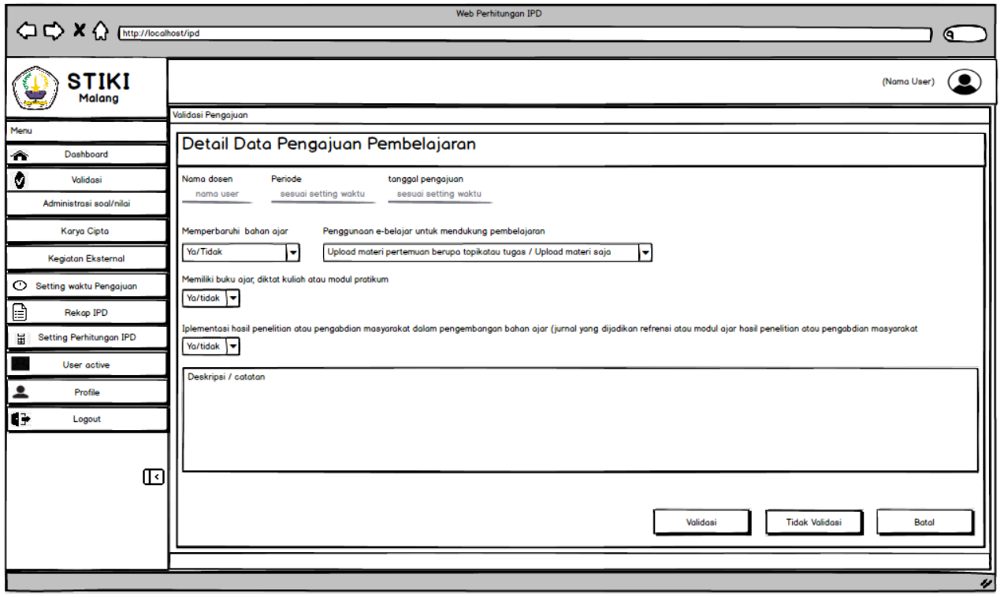 Web Perhitungan IPD
http://localhost/ipd
STIKI
Malang
(Nama User)
Menu
Dashboard
Validasi
Administrasi soal/nilai
Karya Cipta
Kegiatan Eksternal
Setting waktu Pengajuan
Rekap IPD
Setting Perhitungan IPD
User active
Profile
Logout
Validasi Pengajuan
Detail Data Pengajuan Pembelajaran
Nama dosen Periode tanggal pengajuan
nama user sesuai setting waktu sesuai setting waktu
Memperbaruhi bahan ajar Penggunaan e-belajar untuk mendukung pembelajaran
Ya/Tidak Upload materi pertemuan berupa topikatau tugas / Upload materi saja
Memiliki buku ajar, diktat kuliah atau modul pratikum
Ya/tidak
Iplementasi hasil penelitian atau pengabdian masyarakat dalam pengembangan bahan ajar (jurnal yang dijadikan refrensi atau modul ajar hasil penelitian atau pengabdian masyarakat
Ya/tidak
Deskripsi / catatan
Validasi Tidak Validasi Batal